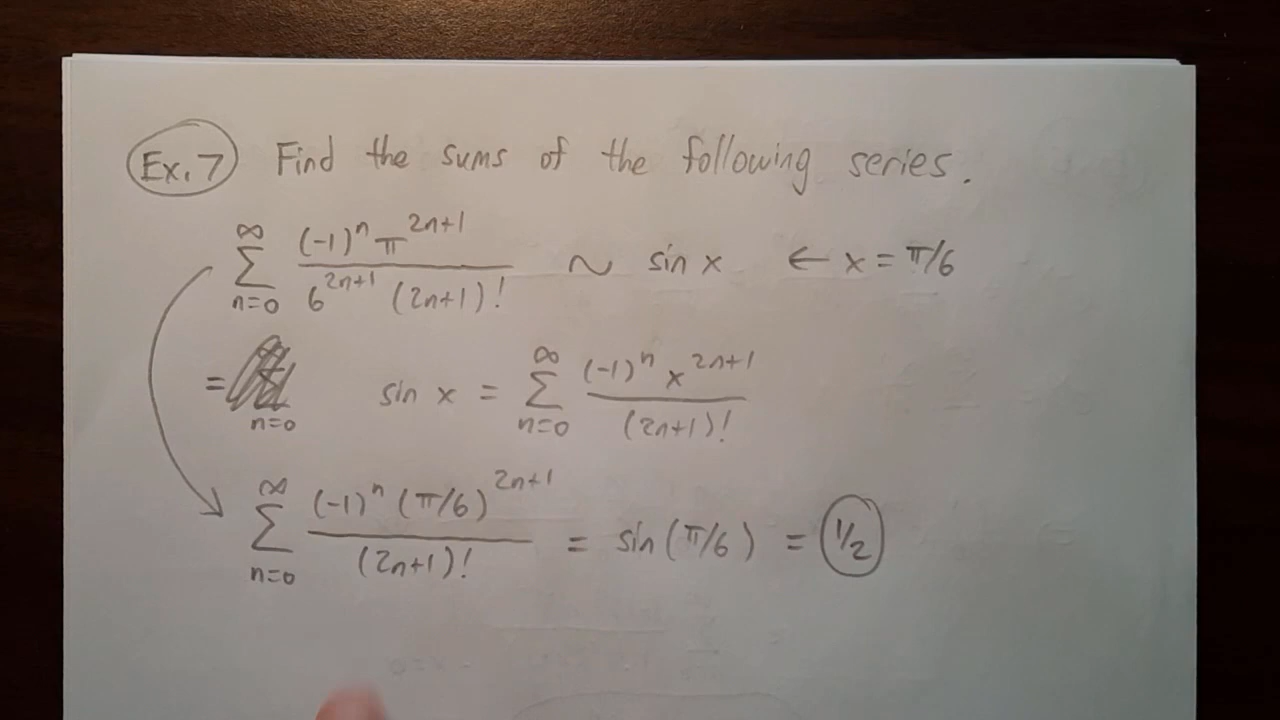 Ex. 7 Find the sums of the following series.
∞ Σ n=0 (-1)^n π^{2n+1} / 6^{2n+1} (2n+1)! ~ sin x ← x = π/6
= n=0 sin x = ∞ Σ n=0 (-1)^n x^{2n+1} / (2n+1)!
∞ Σ n=0 (-1)^n (π/6)^{2n+1} / (2n+1)! = sin(π/6) = 1/2